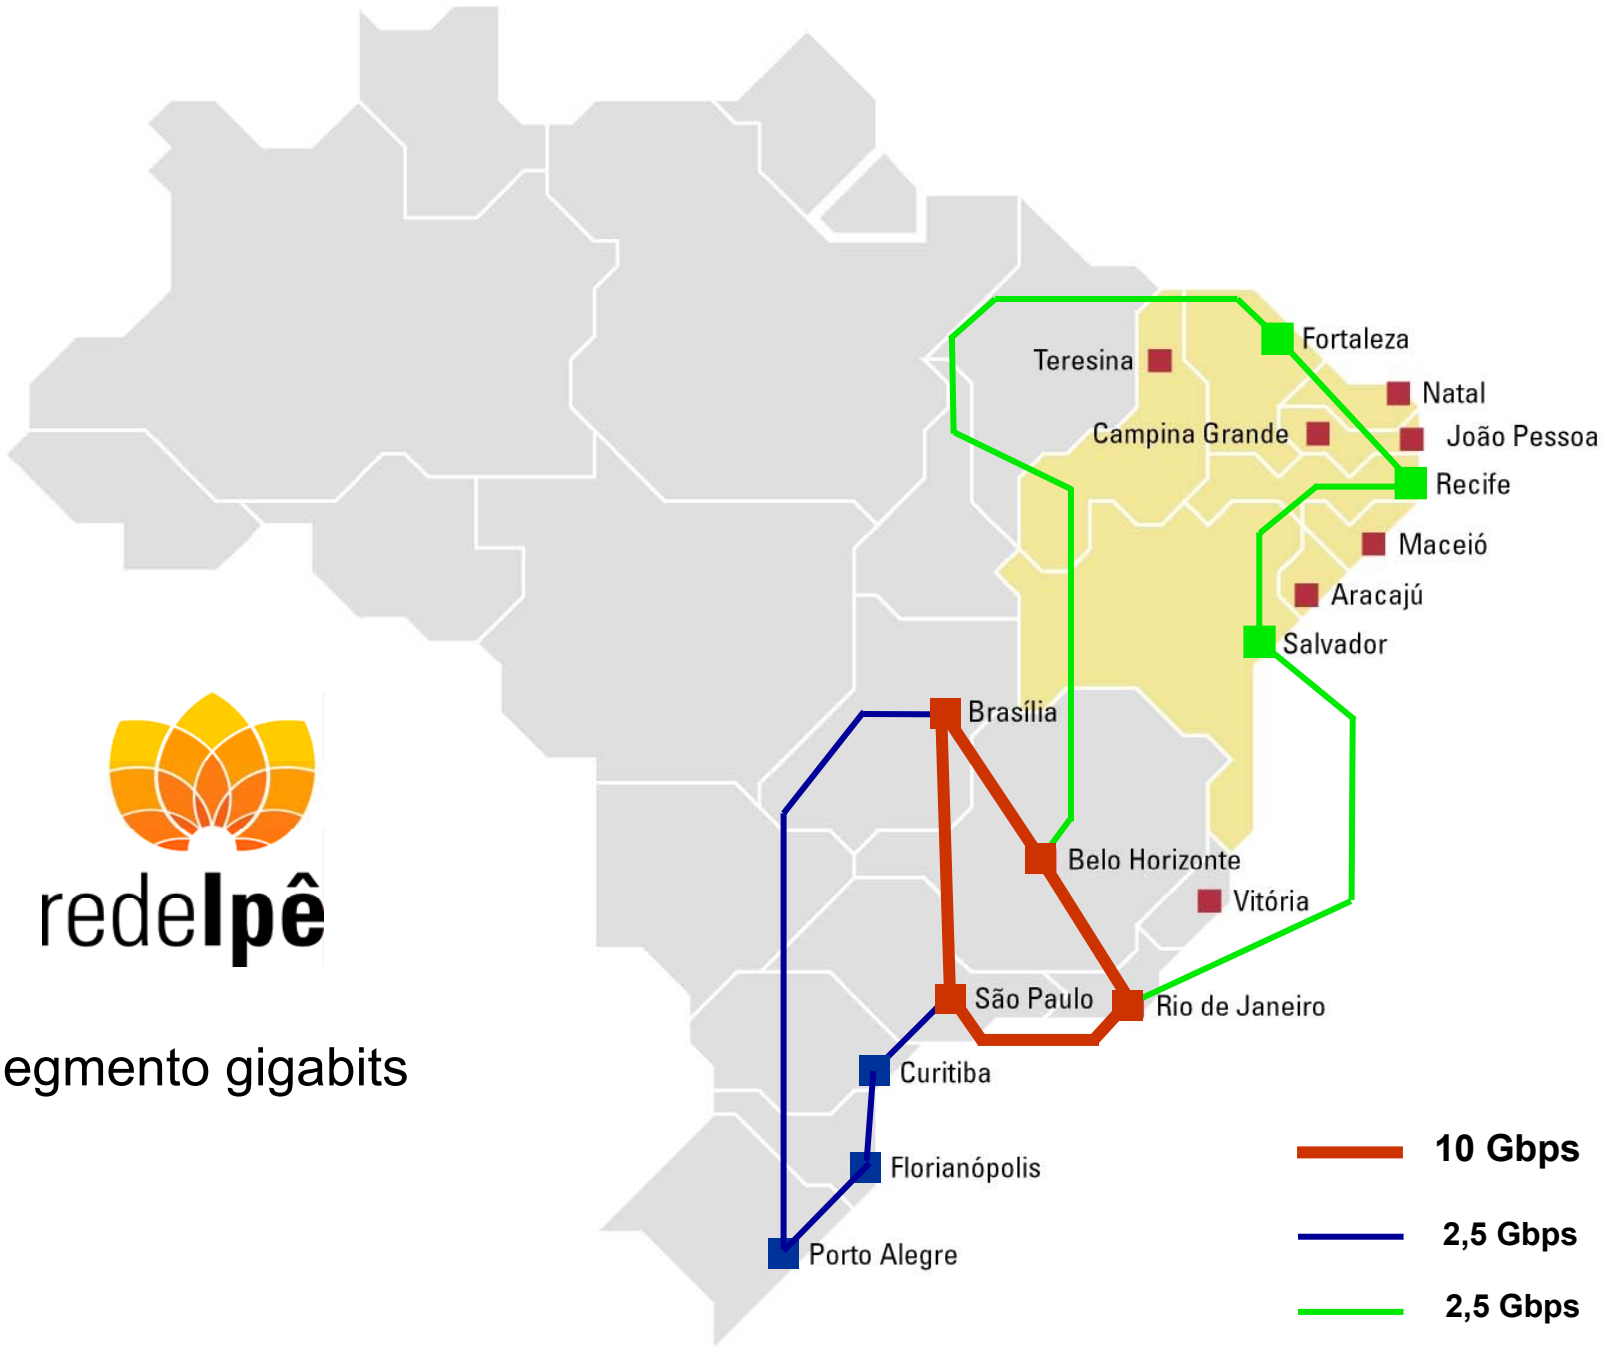 Fortaleza
Teresina
Natal
Campina Grande
João Pessoa
Recife
Maceió
Aracajú
Salvador
Brasília
Belo Horizonte
Vitória
redeIpê
São Paulo
Rio de Janeiro
egmento gigabits
Curitiba
10 Gbps
Florianópolis
2,5 Gbps
Porto Alegre
2,5 Gbps